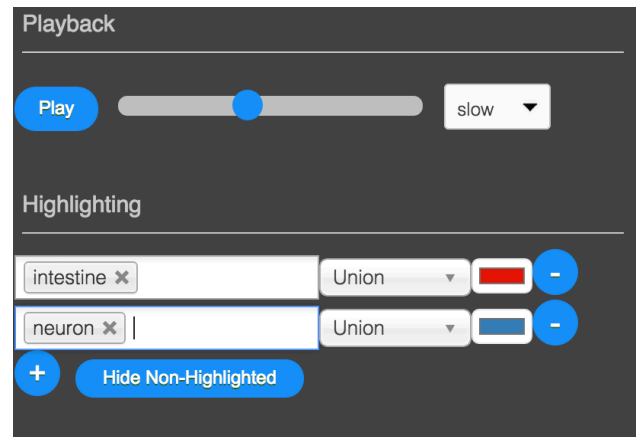 Playback
Play slow
Highlighting
intestine Union -
neuron Union -
+ Hide Non-Highlighted